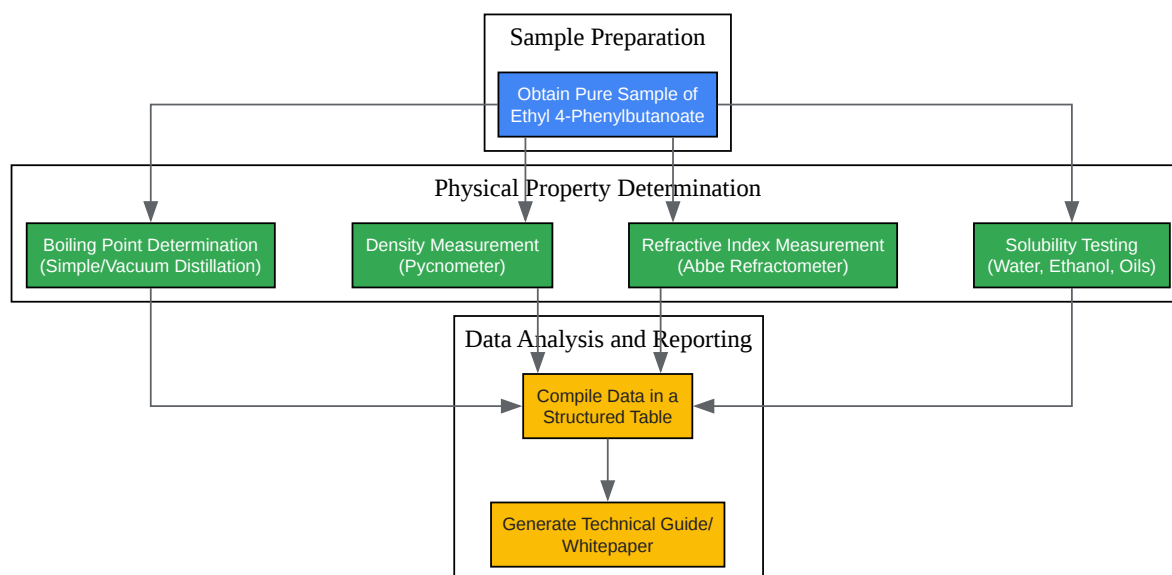 Sample Preparation
Obtain Pure Sample of
Ethyl 4-Phenylbutanoate
Physical Property Determination
Boiling Point Determination
(Simple/Vacuum Distillation)
Density Measurement
(Pycnometer)
Refractive Index Measurement
(Abbe Refractometer)
Solubility Testing
(Water, Ethanol, Oils)
Data Analysis and Reporting
Compile Data in a
Structured Table
Generate Technical Guide/
Whitepaper